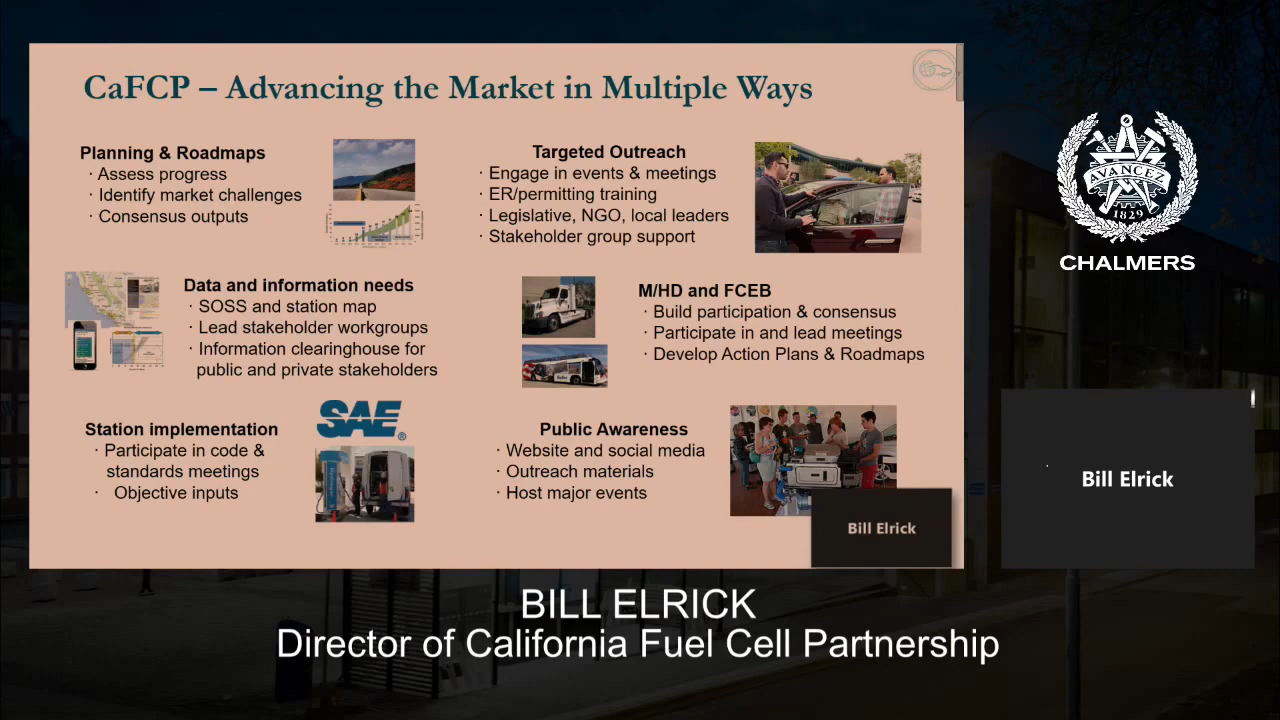 CaFCP – Advancing the Market in Multiple Ways
Planning & Roadmaps
· Assess progress
· Identify market challenges
· Consensus outputs
Targeted Outreach
· Engage in events & meetings
· ER/permitting training
· Legislative, NGO, local leaders
· Stakeholder group support
Data and information needs
· SOSS and station map
· Lead stakeholder workgroups
· Information clearinghouse for
public and private stakeholders
M/HD and FCEB
· Build participation & consensus
· Participate in and lead meetings
· Develop Action Plans & Roadmaps
Station implementation
· Participate in code &
standards meetings
· Objective inputs
SAE®
Public Awareness
· Website and social media
· Outreach materials
· Host major events
Bill Elrick
AVANCEZ
1829
CHALMERS
Bill Elrick
BILL ELRICK
Director of California Fuel Cell Partnership